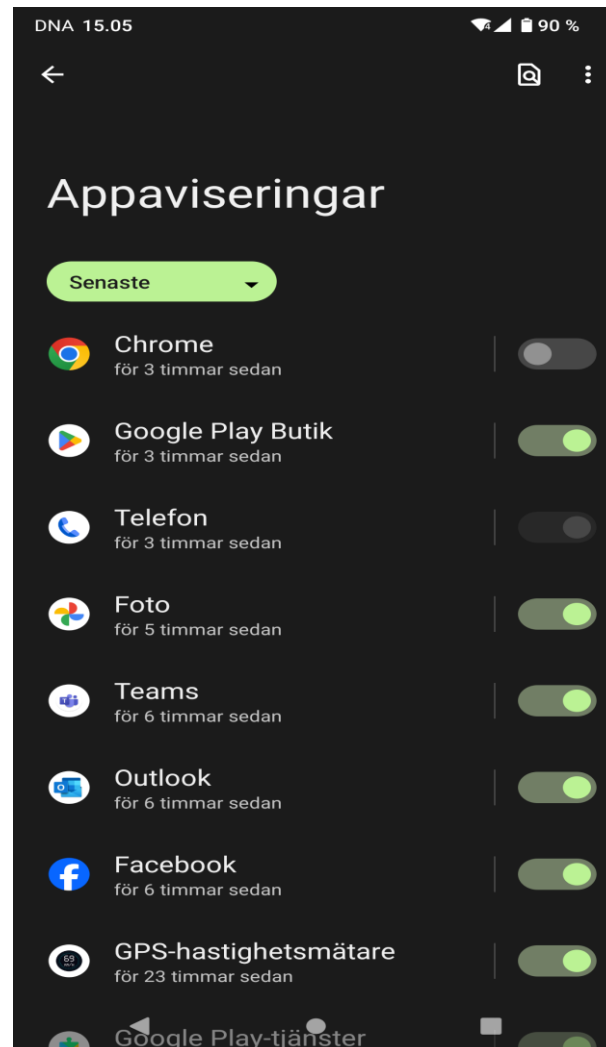 DNA 15.05
90 %
Appaviseringar
Senaste
Chrome
för 3 timmar sedan
Google Play Butik
för 3 timmar sedan
Telefon
för 3 timmar sedan
Foto
för 5 timmar sedan
Teams
för 6 timmar sedan
Outlook
för 6 timmar sedan
Facebook
för 6 timmar sedan
GPS-hastighetsmätare
för 23 timmar sedan
Google Play-tjänster